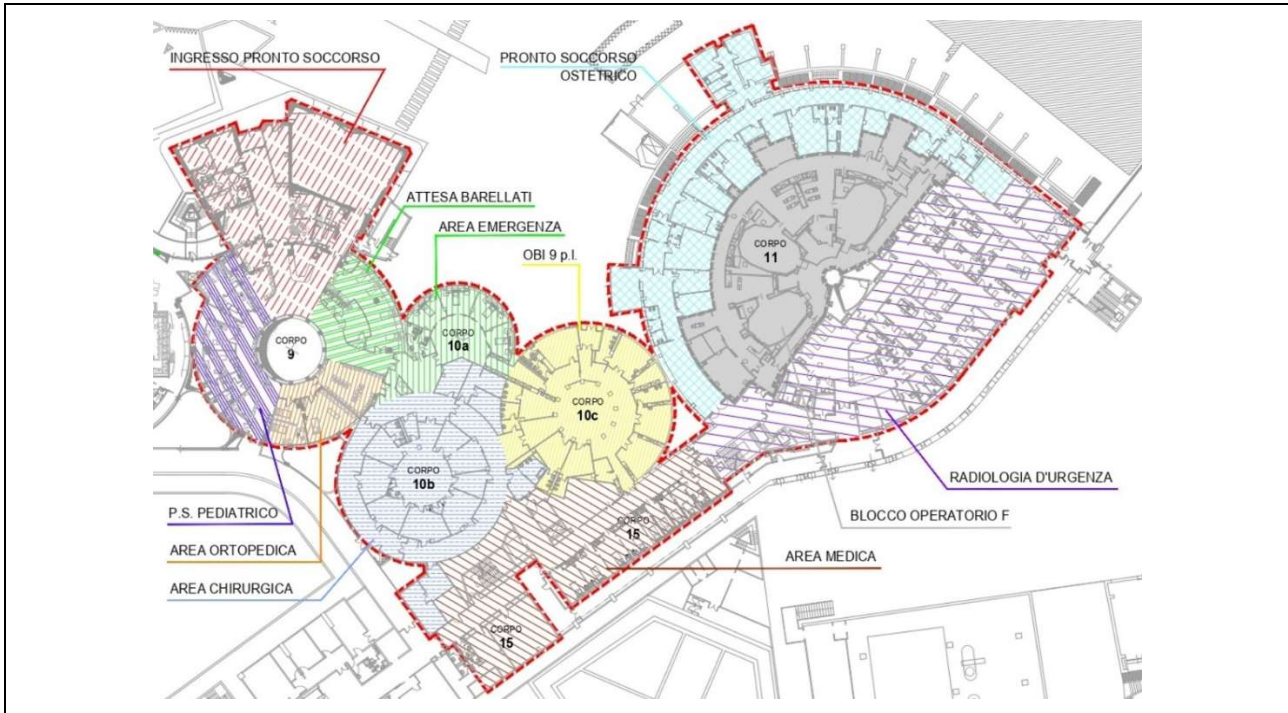 INGRESSO PRONTO SOCCORSO
PRONTO SOCCORSO
OSTETRICO
ATTESA BARELLATI
AREA EMERGENZA
OBI 9 p.l.
CORPO
11
CORPO
9
CORPO
10a
CORPO
10c
CORPO
10b
RADIOLOGIA D'URGENZA
P.S. PEDIATRICO
BLOCCO OPERATORIO F
CORPO
15
AREA ORTOPEDICA
AREA MEDICA
AREA CHIRURGICA
CORPO
15